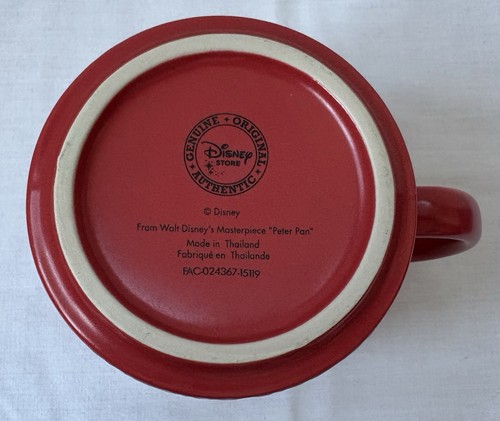 GENUINE • ORIGINAL • AUTHENTIC •
Disney
STORE
© Disney
From Walt Disney's Masterpiece "Peter Pan"
Made in Thailand
Fabriqué en Thaïlande
FAC-024367-15119